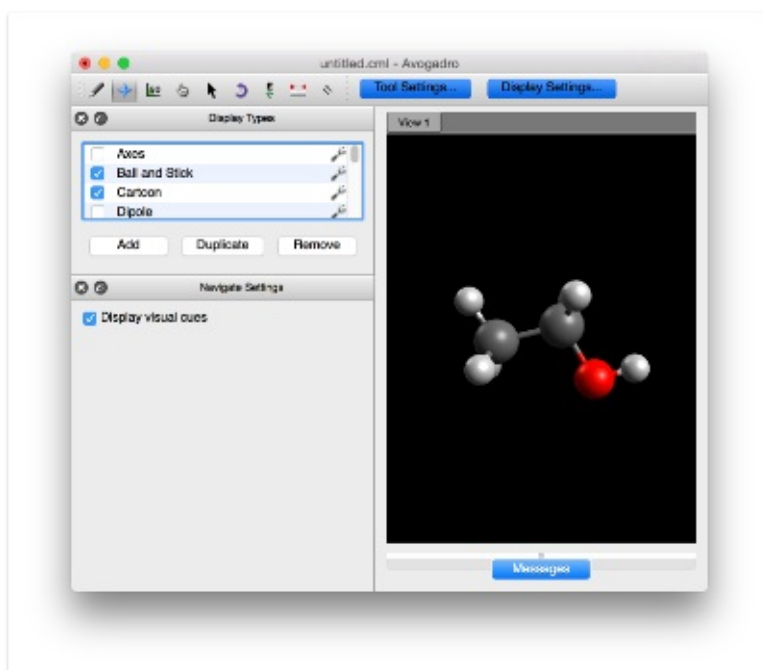 untitled.cml - Avogadro
Tool Settings...
Display Settings...
Display Types
View 1
Axes
Ball and Stick
Cartoon
Dipole
Add
Duplicate
Remove
Navigate Settings
Display visual cues
Messages